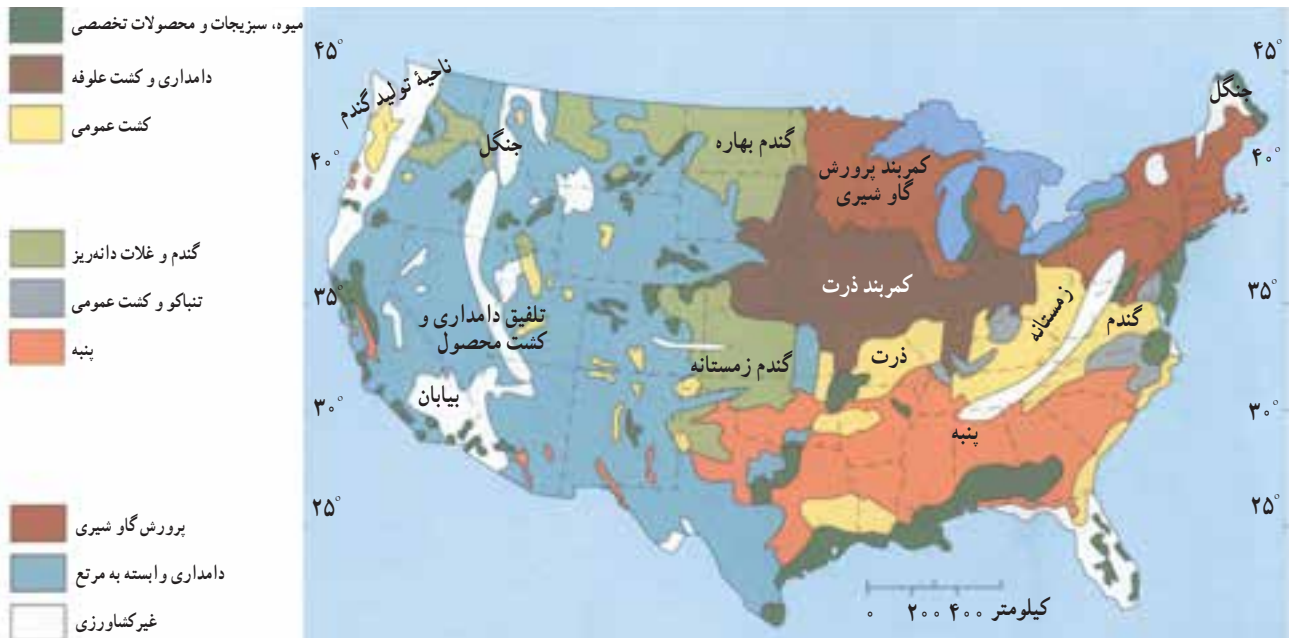 میوه، سبزیجات و محصولات تخصصی
دامداری و کشت علوفه
کشت عمومی
گندم و غلات دانه‌ریز
تنباکو و کشت عمومی
پنبه
پرورش گاو شیری
دامداری وابسته به مرتع
غیرکشاورزی
۴۵°
۴۰°
۳۵°
۳۰°
۲۵°
ناحیهٔ تولید گندم
جنگل
گندم بهاره
کمربند پرورش
گاو شیری
جنگل
کمربند ذرت
تلفیق دامداری و
کشت محصول
بیابان
گندم زمستانه
ذرت
زمستانه
گندم
پنبه
۴۵°
۴۰°
۳۵°
۳۰°
۲۵°
۰ ۲۰۰ ۴۰۰ کیلومتر